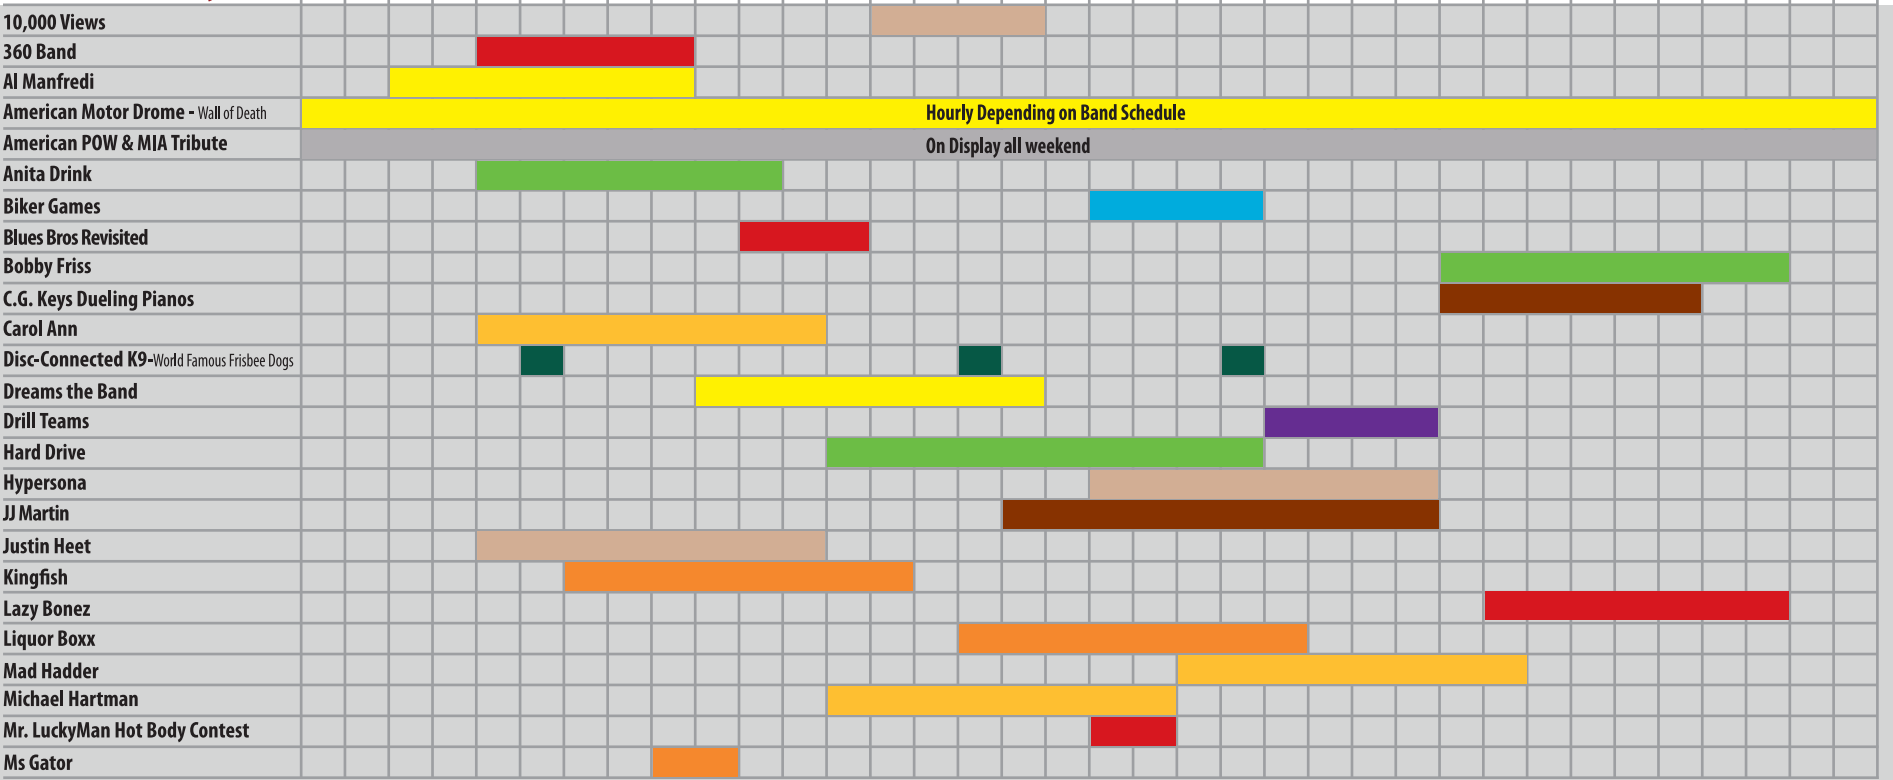 10,000 Views
360 Band
Al Manfredi
American Motor Drome - Wall of Death
Hourly Depending on Band Schedule
American POW & MIA Tribute
On Display all weekend
Anita Drink
Biker Games
Blues Bros Revisited
Bobby Friss
C.G. Keys Dueling Pianos
Carol Ann
Disc-Connected K9-World Famous Frisbee Dogs
Dreams the Band
Drill Teams
Hard Drive
Hypersona
JJ Martin
Justin Heet
Kingfish
Lazy Bonez
Liquor Boxx
Mad Hadder
Michael Hartman
Mr. LuckyMan Hot Body Contest
Ms Gator